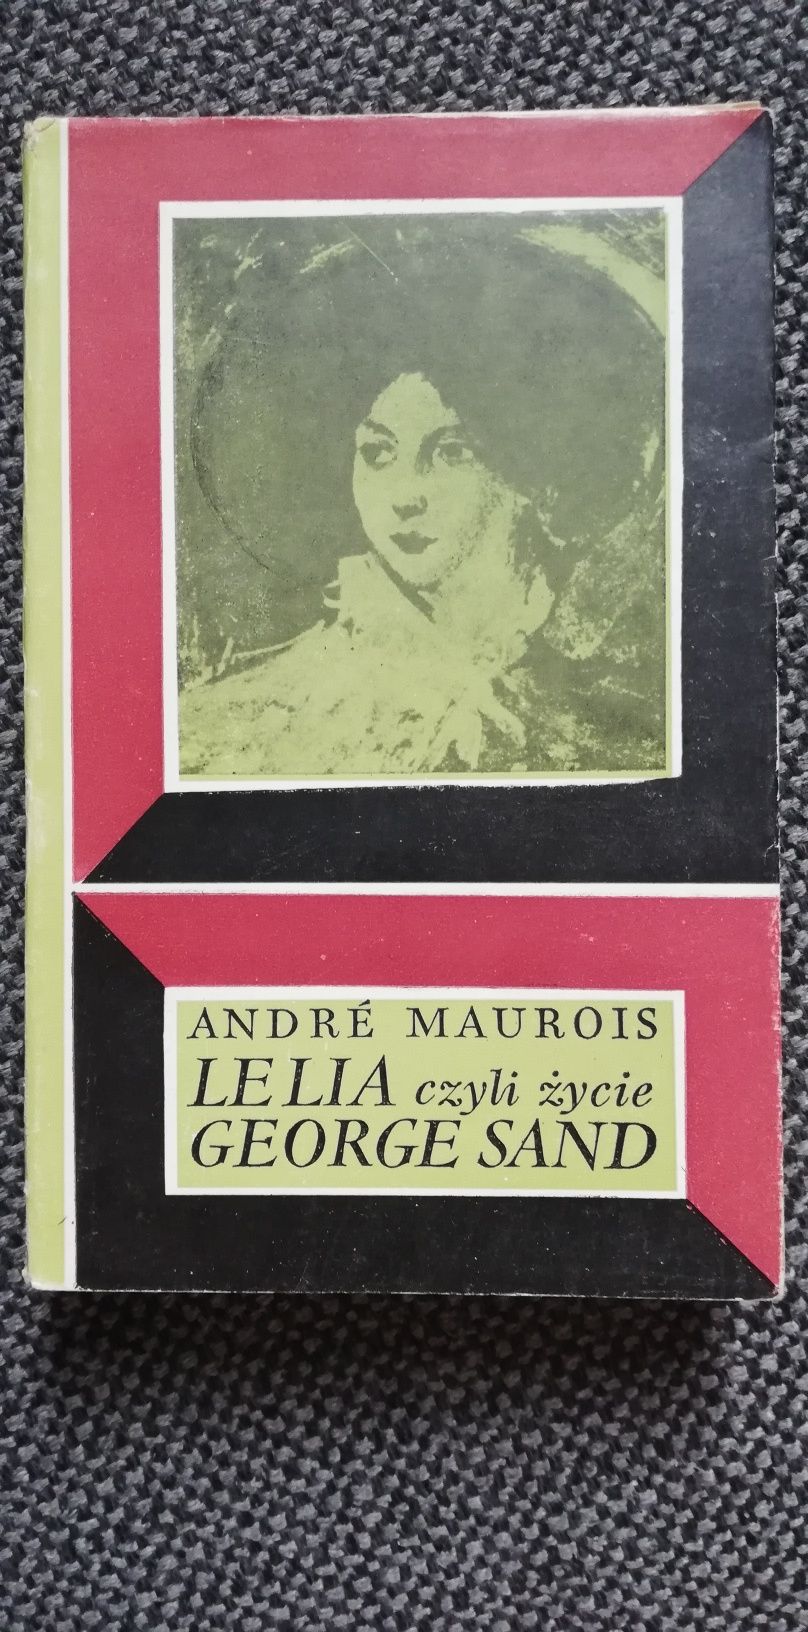 ANDRÉ MAUROIS
LELIA czyli życie
GEORGE SAND